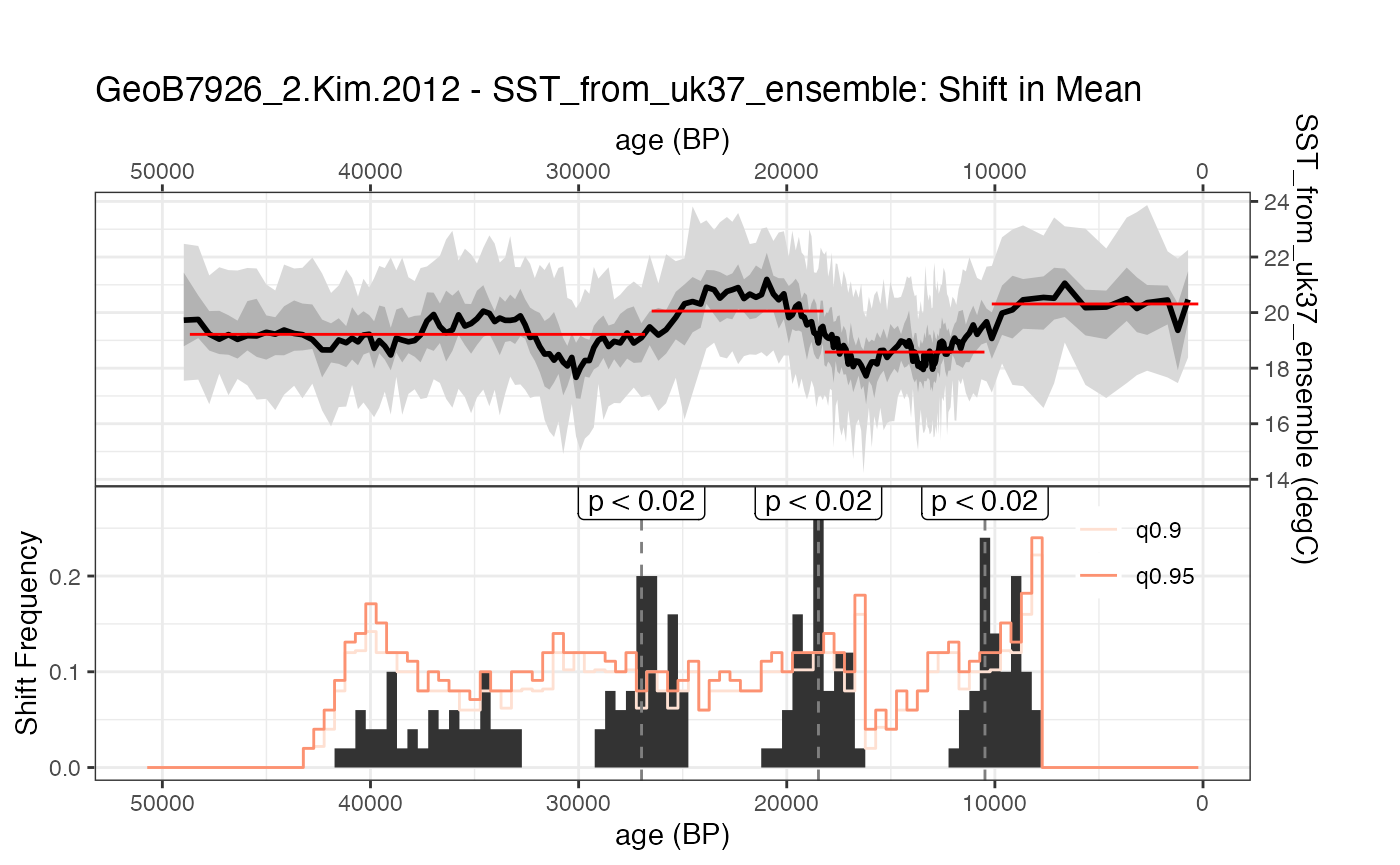 GeoB7926_2.Kim.2012 - SST_from_uk37_ensemble: Shift in Mean
age (BP)
50000 40000 30000 20000 10000 0
24
22
20
18
16
14
SST_from_uk37_ensemble (degC)
p < 0.02 p < 0.02 p < 0.02
q0.9
q0.95
Shift Frequency
0.2
0.1
0.0
50000 40000 30000 20000 10000 0
age (BP)